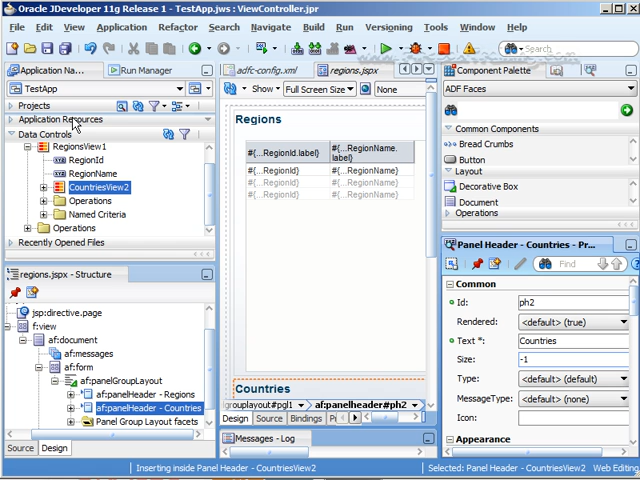 Oracle JDeveloper 11g Release 1 - TestApp.jws : ViewController.jpr
File Edit View Application Refactor Search Navigate Build Run Versioning Tools Window Help
Search
Application Na... Run Manager
TestApp
Projects
Application Resources
Data Controls
RegionsView1
RegionId
RegionName
CountriesView2
Operations
Named Criteria
Operations
Recently Opened Files
regions.jspx - Structure
jsp:directive.page
f:view
af:document
af:messages
af:form
af:panelGroupLayout
af:panelHeader - Regions
af:panelHeader - Countries
Panel Group Layout facets
Source Design
adfc-config.xml regions.jspx
Show Full Screen Size None
Regions
#{...RegionId.label} #{...RegionName.
label}
#{...RegionId} #{...RegionName}
#{...RegionId} #{...RegionName}
#{...RegionId} #{...RegionName}
Countries
grouplayout#pgl1 af:panelheader#ph2
Design Source Bindings
Messages - Log
Component Palette
ADF Faces
Common Components
Bread Crumbs
Button
Layout
Decorative Box
Document
Operations
Panel Header - Countries - Pr...
Find
Common
Id: ph2
Rendered: <default> (true)
Text *: Countries
Size: -1
Type: <default> (default)
MessageType: <default> (none)
Icon:
Appearance
Inserting inside Panel Header - CountriesView2
Selected: Panel Header - CountriesView2
Web Editing